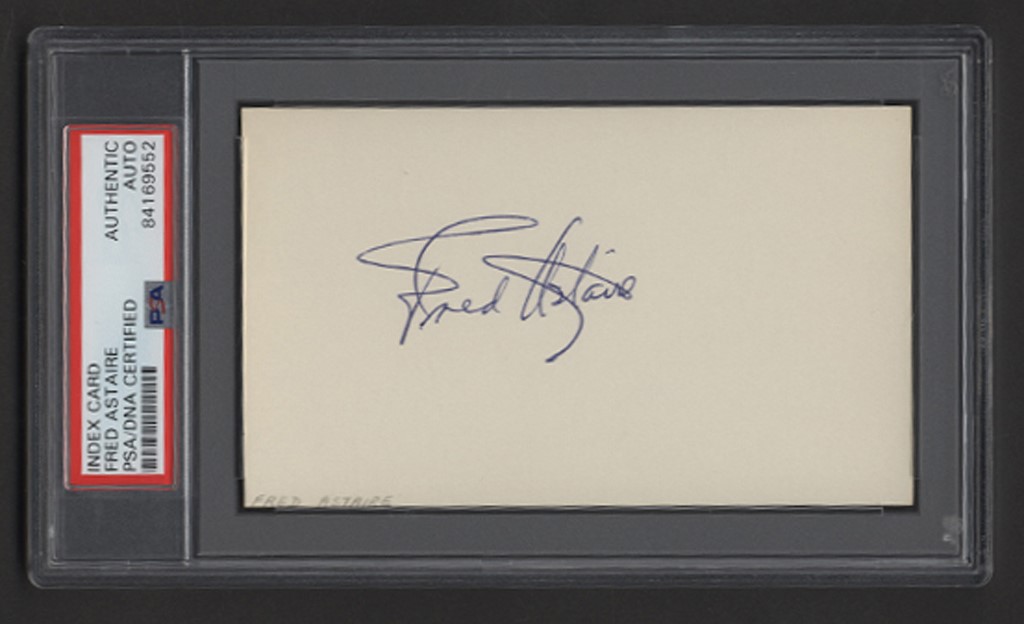 INDEX CARD
FRED ASTAIRE
PSA/DNA CERTIFIED
AUTHENTIC
AUTO
84169552
PSA
Fred Astaire
FRED ASTAIRE